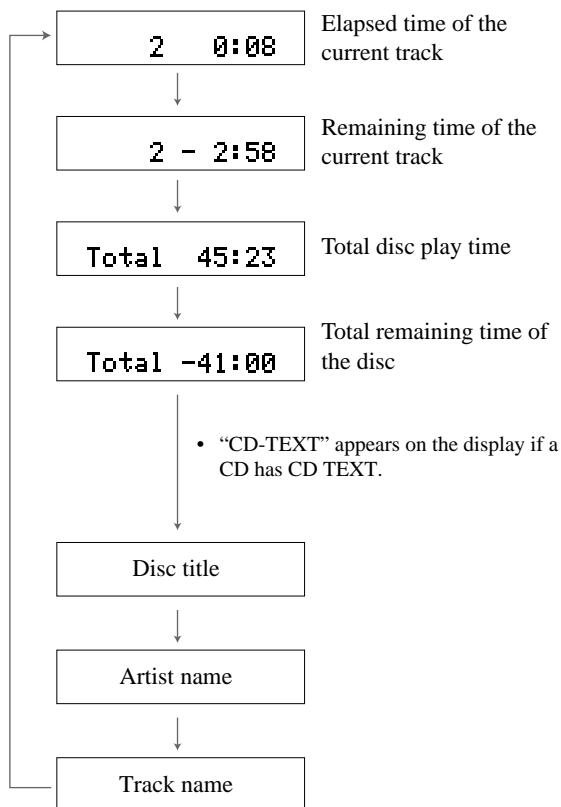 2 0:08
Elapsed time of the
current track
2 - 2:58
Remaining time of the
current track
Total 45:23
Total disc play time
Total -41:00
Total remaining time of
the disc
• “CD-TEXT” appears on the display if a
CD has CD TEXT.
Disc title
Artist name
Track name